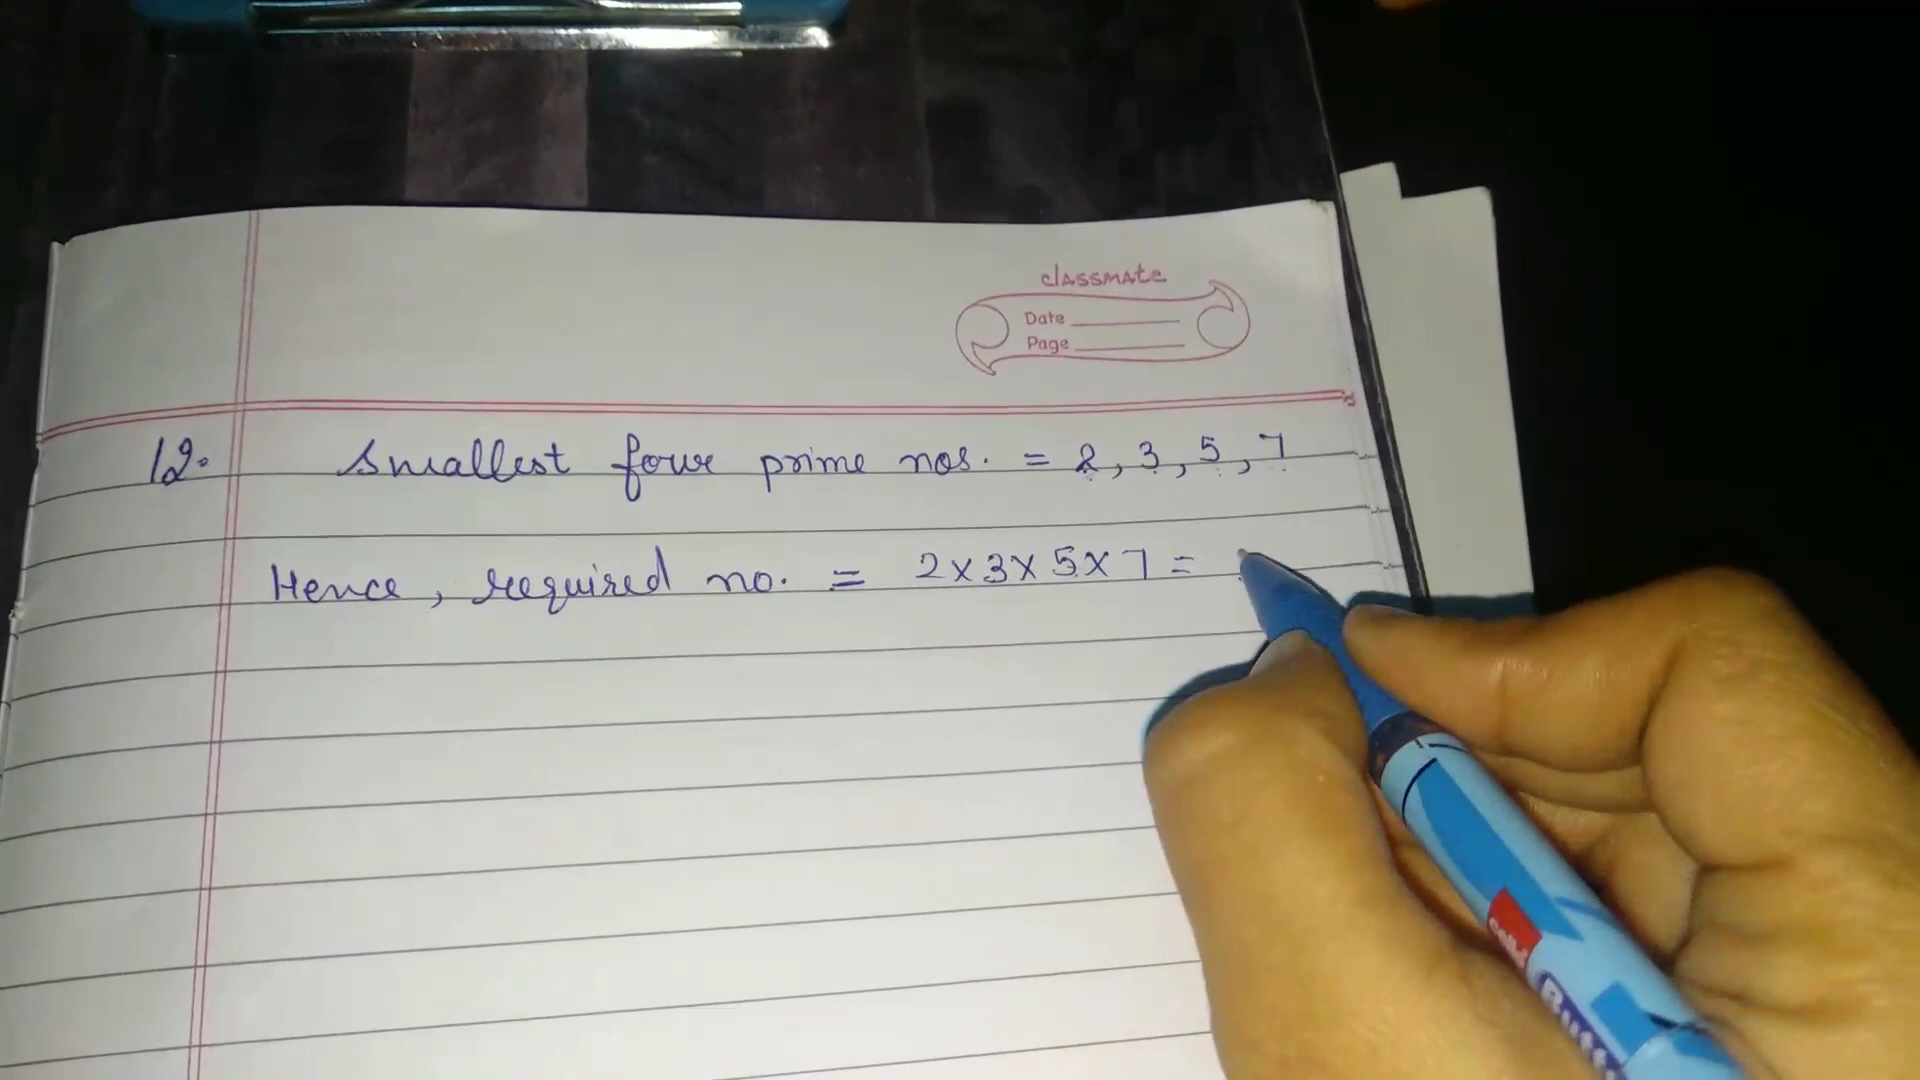 classmate
Date
Page
12. Smallest four prime nos. = 2, 3, 5, 7
Hence, required no. = 2×3×5×7 =
cello